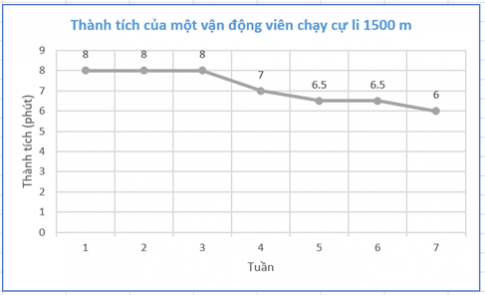 Thành tích của một vận động viên chạy cự li 1500 m
Thành tích (phút)
9
8
7
6
5
4
3
2
1
0
8 8 8 7 6.5 6.5 6
1 2 3 4 5 6 7
Tuần